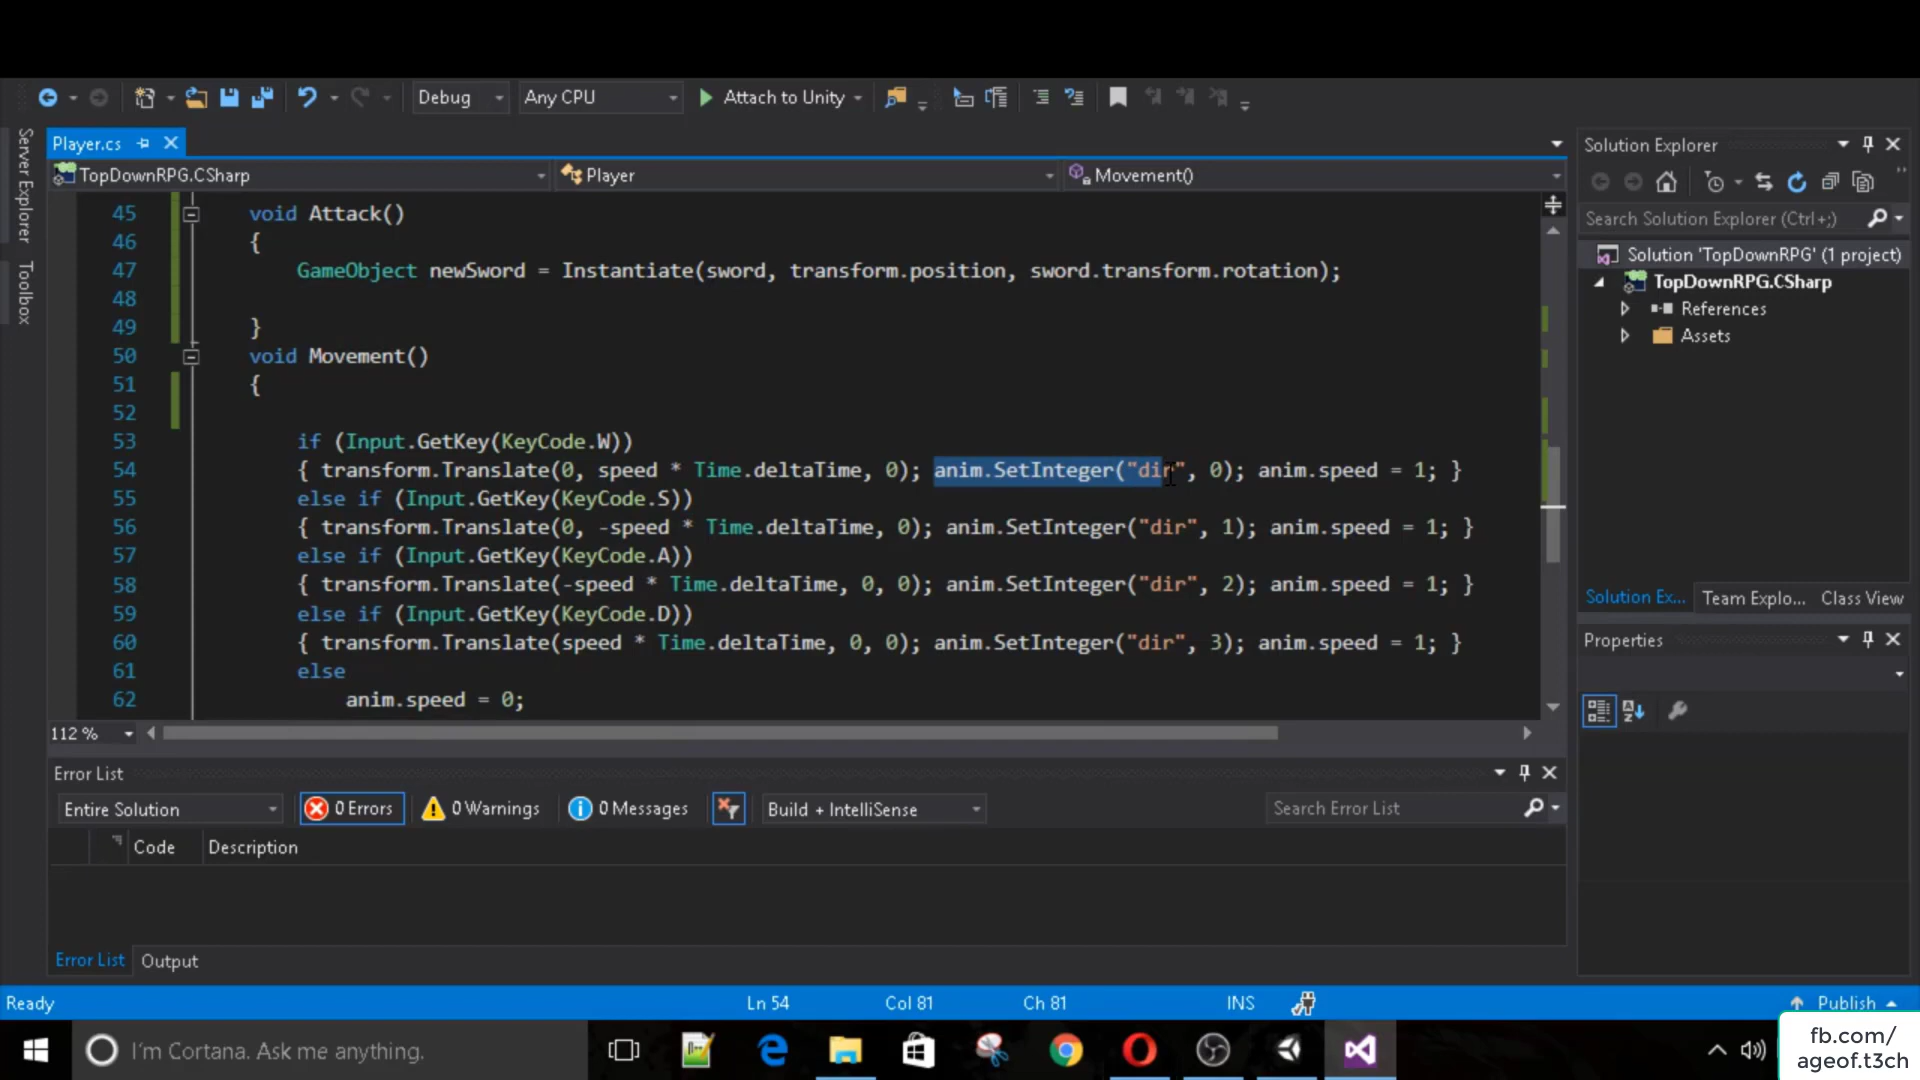 Debug
Any CPU
Attach to Unity
Server Explorer
Toolbox
Player.cs
TopDownRPG.CSharp
Player
Movement()
45 void Attack()
46 {
47 GameObject newSword = Instantiate(sword, transform.position, sword.transform.rotation);
48
49 }
50 void Movement()
51 {
52
53 if (Input.GetKey(KeyCode.W))
54 { transform.Translate(0, speed * Time.deltaTime, 0); anim.SetInteger("dir", 0); anim.speed = 1; }
55 else if (Input.GetKey(KeyCode.S))
56 { transform.Translate(0, -speed * Time.deltaTime, 0); anim.SetInteger("dir", 1); anim.speed = 1; }
57 else if (Input.GetKey(KeyCode.A))
58 { transform.Translate(-speed * Time.deltaTime, 0, 0); anim.SetInteger("dir", 2); anim.speed = 1; }
59 else if (Input.GetKey(KeyCode.D))
60 { transform.Translate(speed * Time.deltaTime, 0, 0); anim.SetInteger("dir", 3); anim.speed = 1; }
61 else
62 anim.speed = 0;
112 %
Solution Explorer
Search Solution Explorer (Ctrl+;)
Solution 'TopDownRPG' (1 project)
TopDownRPG.CSharp
References
Assets
Solution Ex... Team Explo... Class View
Properties
Error List
Entire Solution
0 Errors
0 Warnings
0 Messages
Build + IntelliSense
Search Error List
Code
Description
Error List Output
Ready
Ln 54
Col 81
Ch 81
INS
Publish
I'm Cortana. Ask me anything.
fb.com/
ageof.t3ch